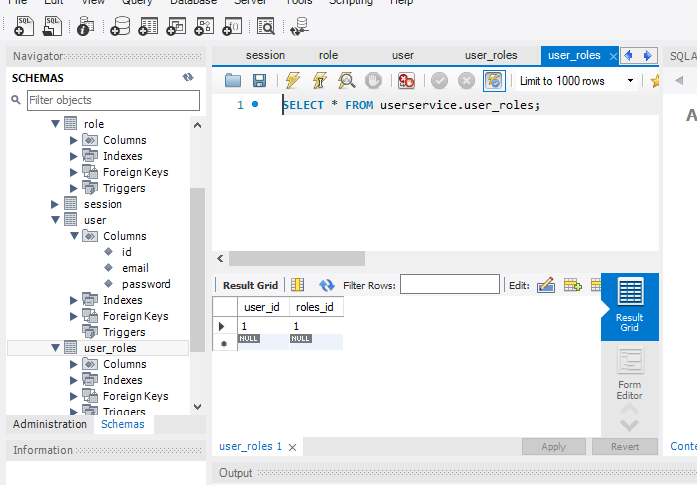 File Edit View Query Database Server Tools Scripting Help
SQL SQL
Navigator
SCHEMAS
Filter objects
role
Columns
Indexes
Foreign Keys
Triggers
session
user
Columns
id
email
password
Indexes
Foreign Keys
Triggers
user_roles
Columns
Indexes
Foreign Keys
Triggers
Administration Schemas
Information
session role user user_roles user_roles
Limit to 1000 rows
1 SELECT * FROM userservice.user_roles;
Result Grid Filter Rows: Edit:
user_id roles_id
1 1
NULL NULL
Result
Grid
Form
Editor
user_roles 1
Apply Revert
Output
SQLA
A
Conte